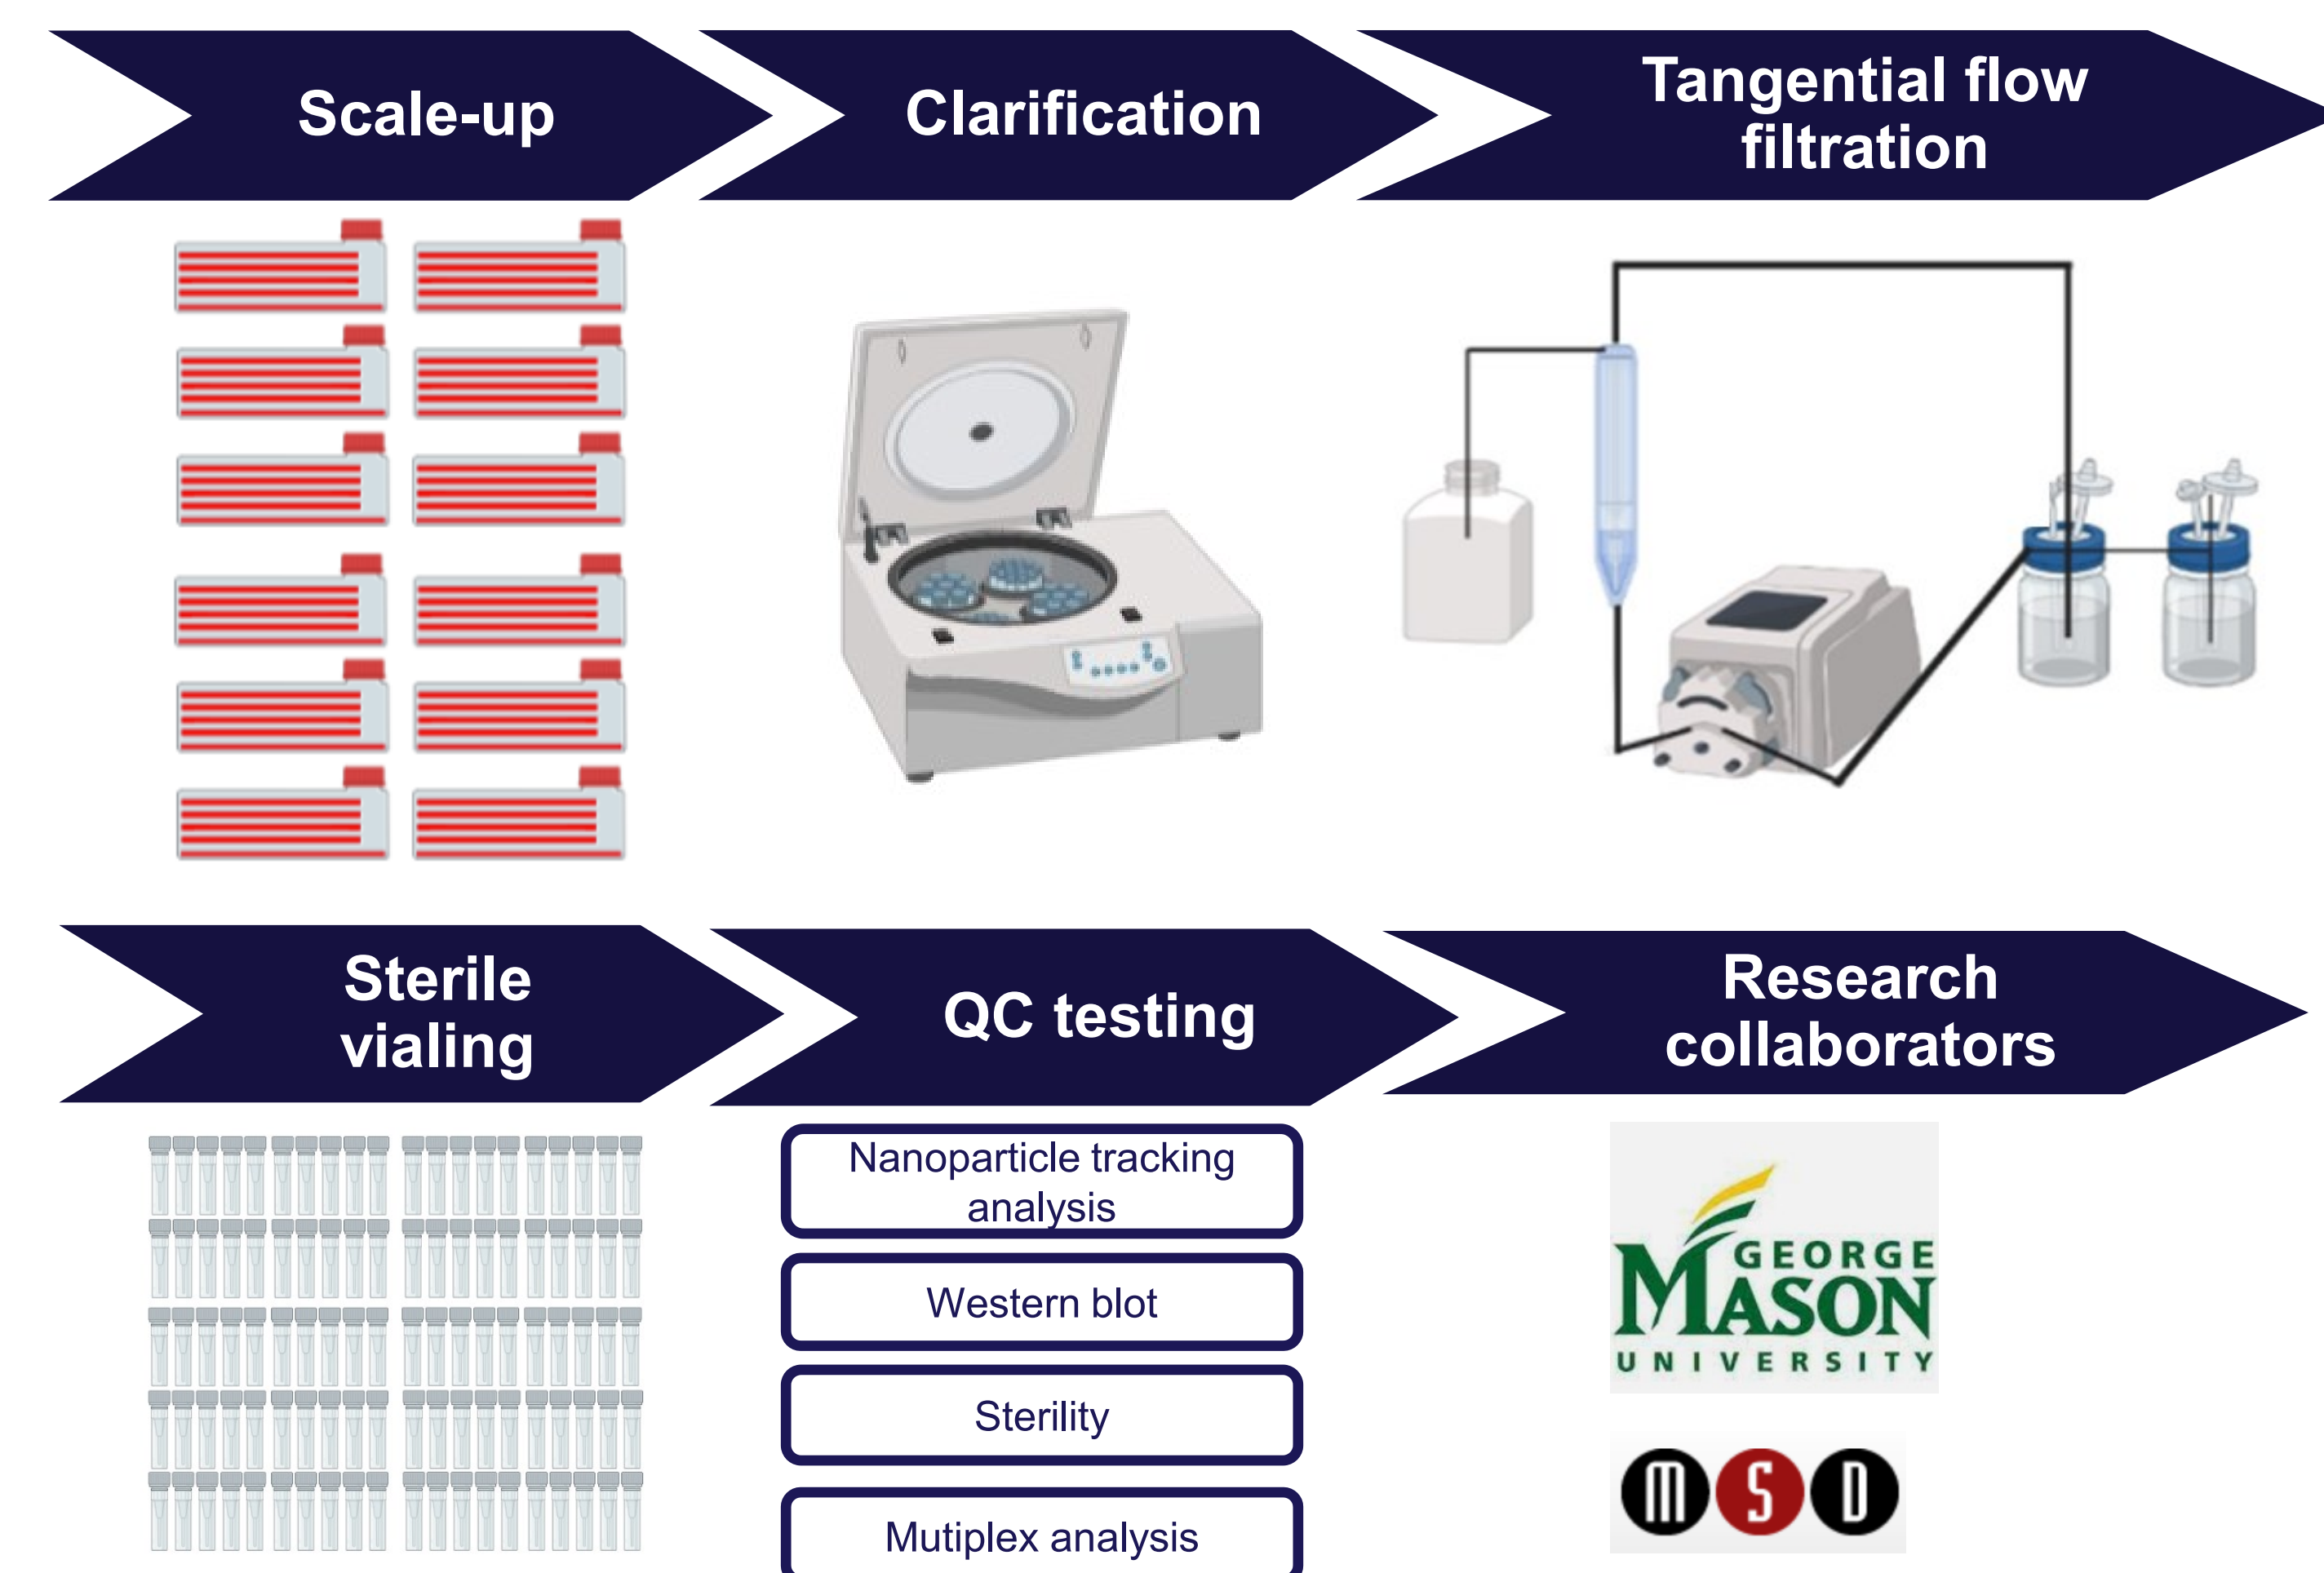 Scale-up
Clarification
Tangential flow
filtration
Sterile
vialing
QC testing
Research
collaborators
Nanoparticle tracking
analysis
Western blot
Sterility
Mutiplex analysis
GEORGE
MASON
UNIVERSITY
MSD